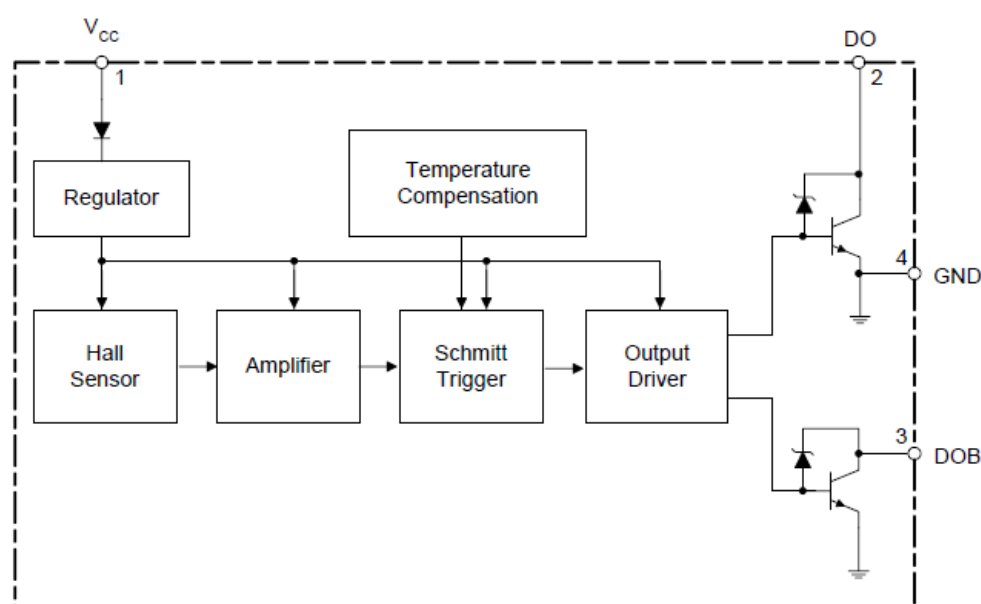 VCC
DO
1
2
Regulator
Temperature
Compensation
4
GND
Hall
Sensor
Amplifier
Schmitt
Trigger
Output
Driver
3
DOB